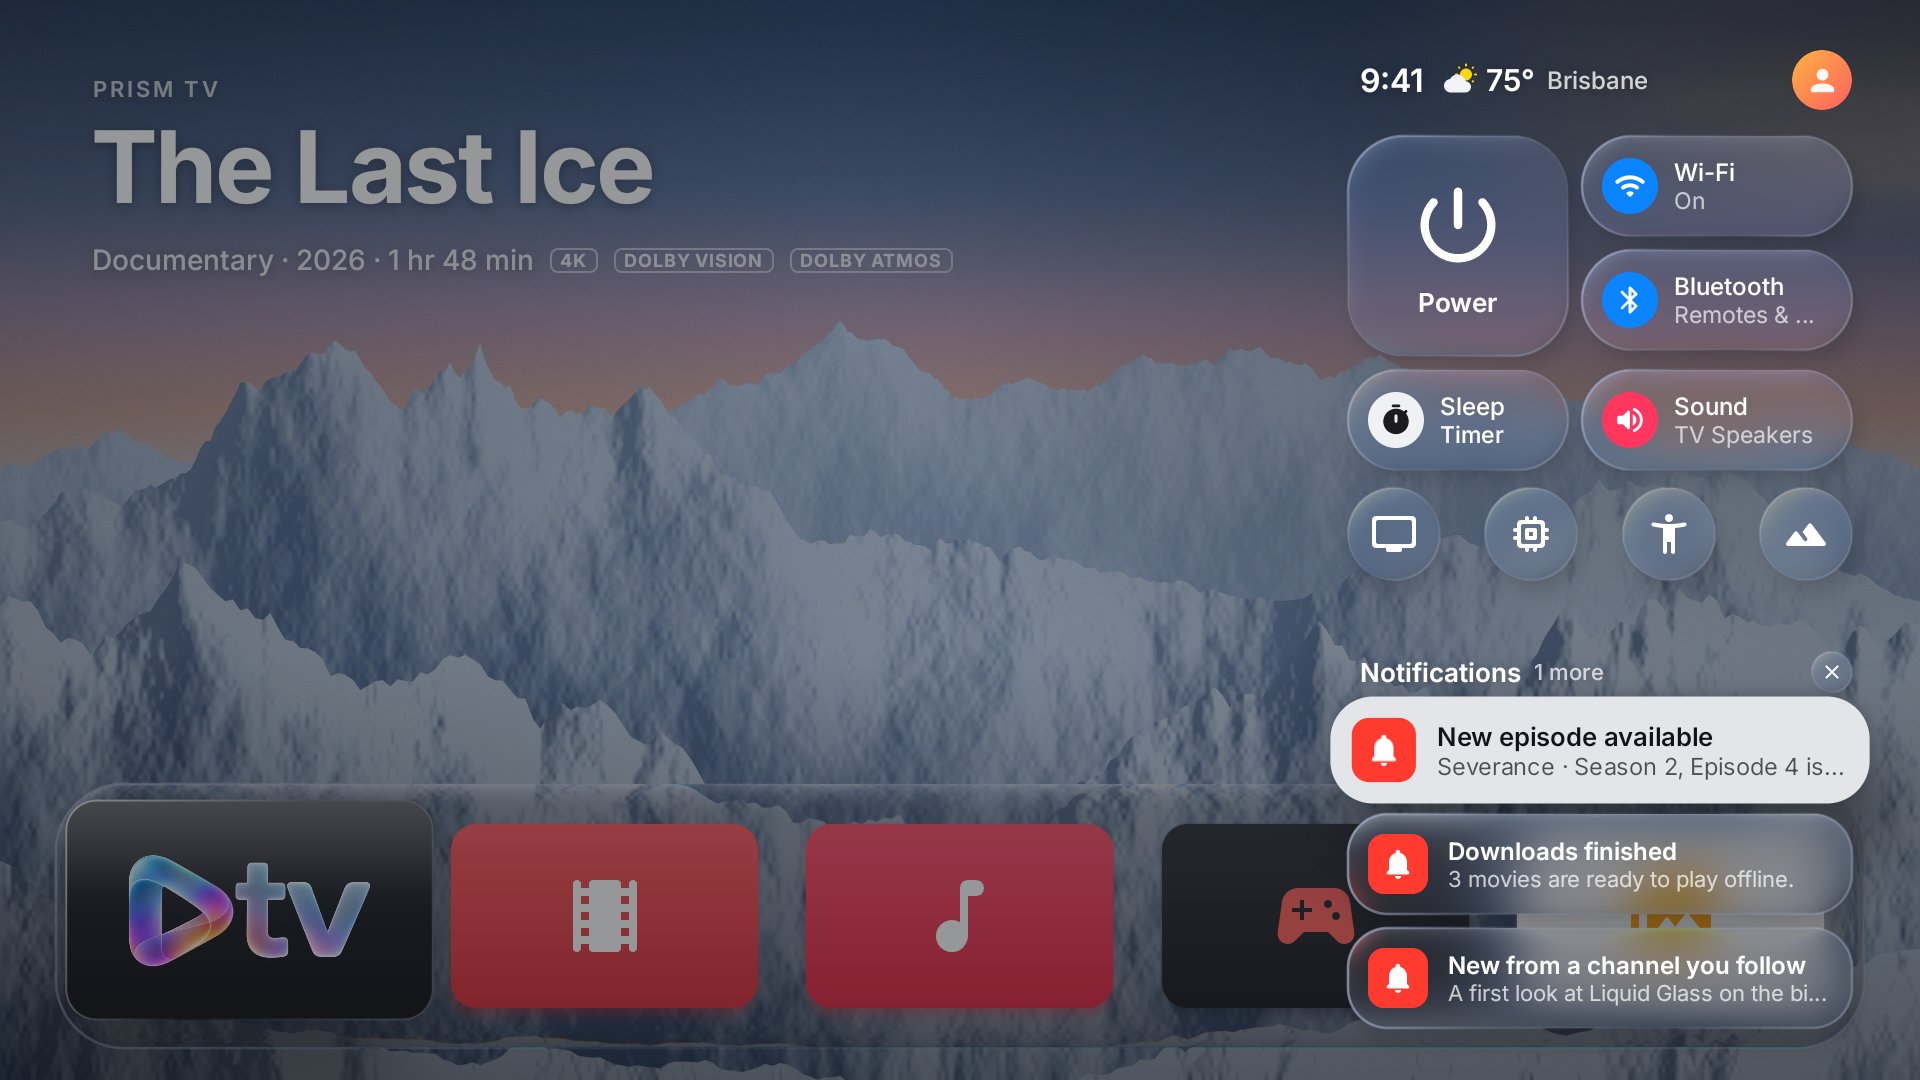 PRISM TV
The Last Ice
Documentary · 2026 · 1 hr 48 min 4K DOLBY VISION DOLBY ATMOS
9:41 75° Brisbane
Power
Wi-Fi
On
Bluetooth
Remotes & ...
Sleep
Timer
Sound
TV Speakers
Notifications 1 more
New episode available
Severance · Season 2, Episode 4 is...
Downloads finished
3 movies are ready to play offline.
New from a channel you follow
A first look at Liquid Glass on the bi...
tv